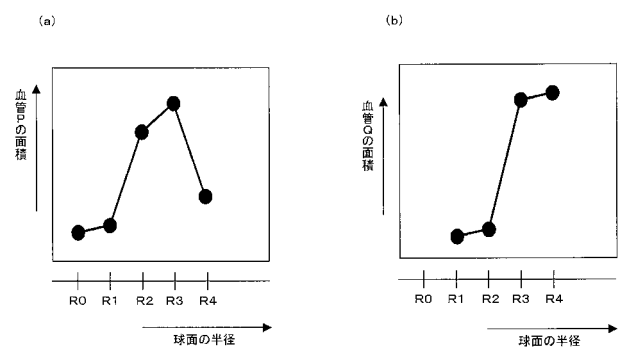 (a)
血管Pの面積
R0 R1 R2 R3 R4
球面の半径
(b)
血管Qの面積
R0 R1 R2 R3 R4
球面の半径